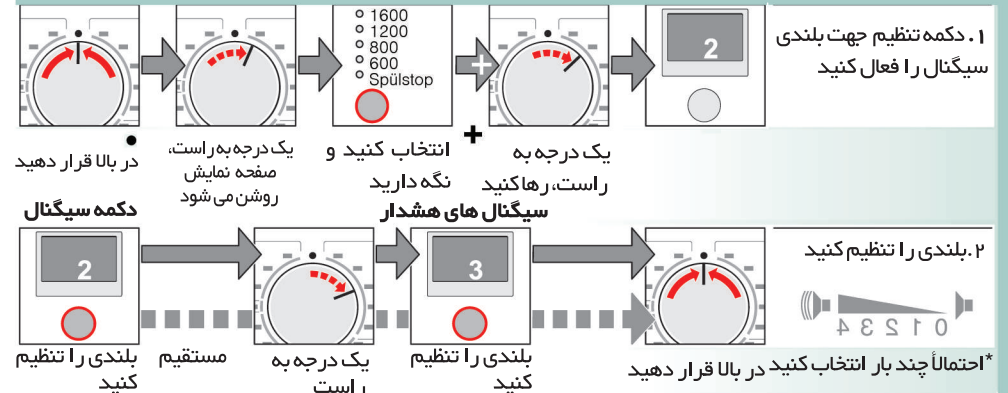 ۱. دکمه تنظیم جهت بلندی
سیگنال را فعال کنید
1600
1200
800
600
Spülstop
+
2
+
در بالا قرار دهید
یک درجه به راست،
صفحه نمایش
روشن می شود
انتخاب کنید و
نگه دارید
یک درجه به
راست، رها کنید
دکمه سیگنال
سیگنال های هشدار
۲. بلندی را تنظیم کنید
2
3
0 1 2 3 4
بلندی را تنظیم
کنید
مستقیم
یک درجه به
راست
بلندی را تنظیم
کنید
در بالا قرار دهید
*احتمالأ چند بار انتخاب کنید